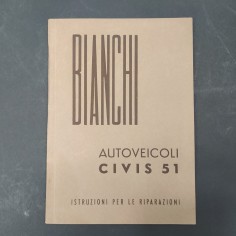 BIANCHI
AUTOVEICOLI
CIVIS 51
ISTRUZIONI PER LE RIPARAZIONI